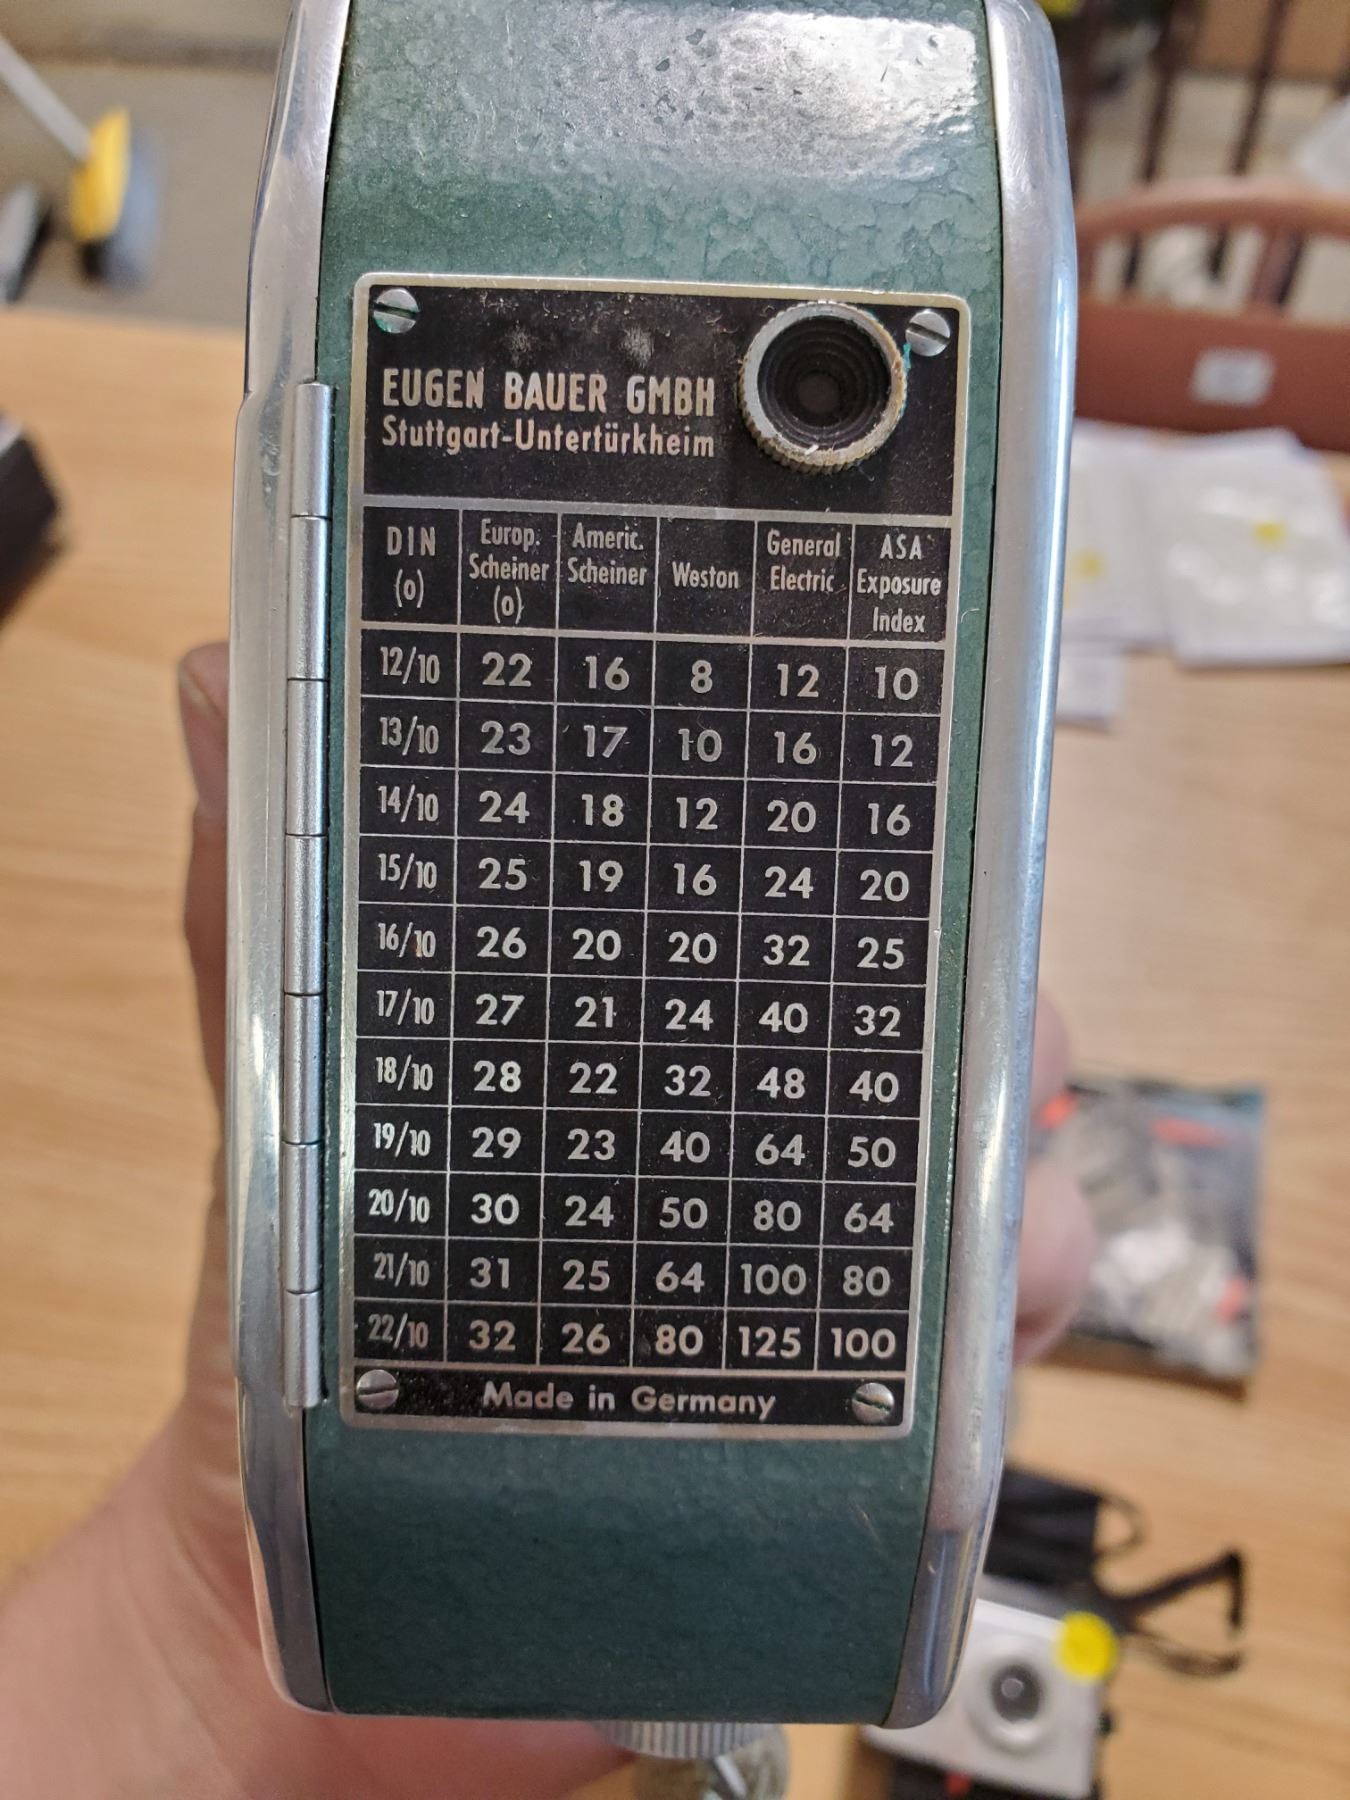 EUGEN BAUER GMBH
Stuttgart-Untertürkheim
DIN (o) Europ. Scheiner (o) Americ. Scheiner Weston General Electric ASA Exposure Index
12/10 22 16 8 12 10
13/10 23 17 10 16 12
14/10 24 18 12 20 16
15/10 25 19 16 24 20
16/10 26 20 20 32 25
17/10 27 21 24 40 32
18/10 28 22 32 48 40
19/10 29 23 40 64 50
20/10 30 24 50 80 64
21/10 31 25 64 100 80
22/10 32 26 80 125 100
Made in Germany